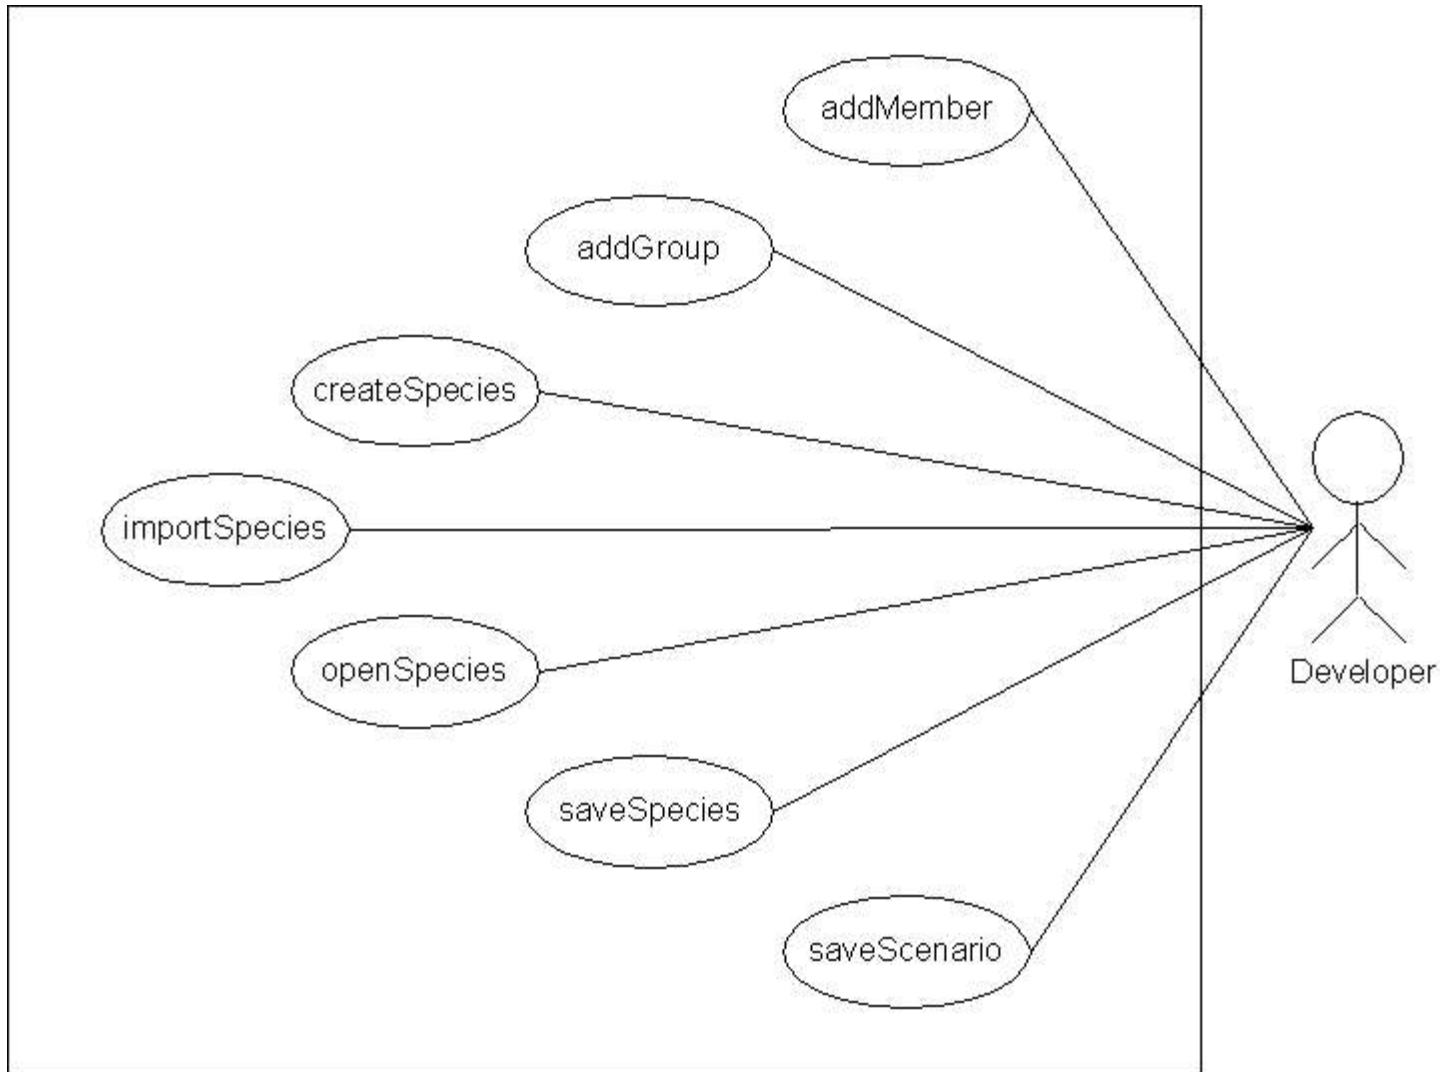 addMember
addGroup
createSpecies
importSpecies
openSpecies
Developer
saveSpecies
saveScenario